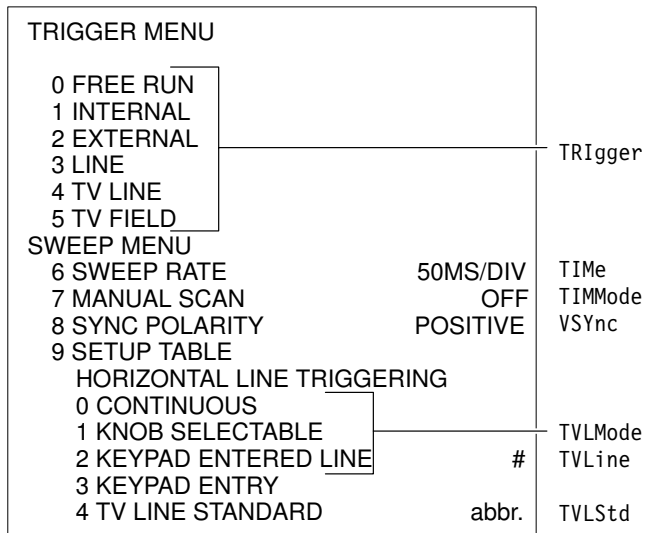 TRIGGER MENU
0 FREE RUN
1 INTERNAL
2 EXTERNAL
3 LINE
4 TV LINE
5 TV FIELD
TRIgger
SWEEP MENU
6 SWEEP RATE 50MS/DIV TIMe
7 MANUAL SCAN OFF TIMMode
8 SYNC POLARITY POSITIVE VSYnc
9 SETUP TABLE
HORIZONTAL LINE TRIGGERING
0 CONTINUOUS
1 KNOB SELECTABLE TVLMode
2 KEYPAD ENTERED LINE # TVLine
3 KEYPAD ENTRY
4 TV LINE STANDARD abbr. TVLStd